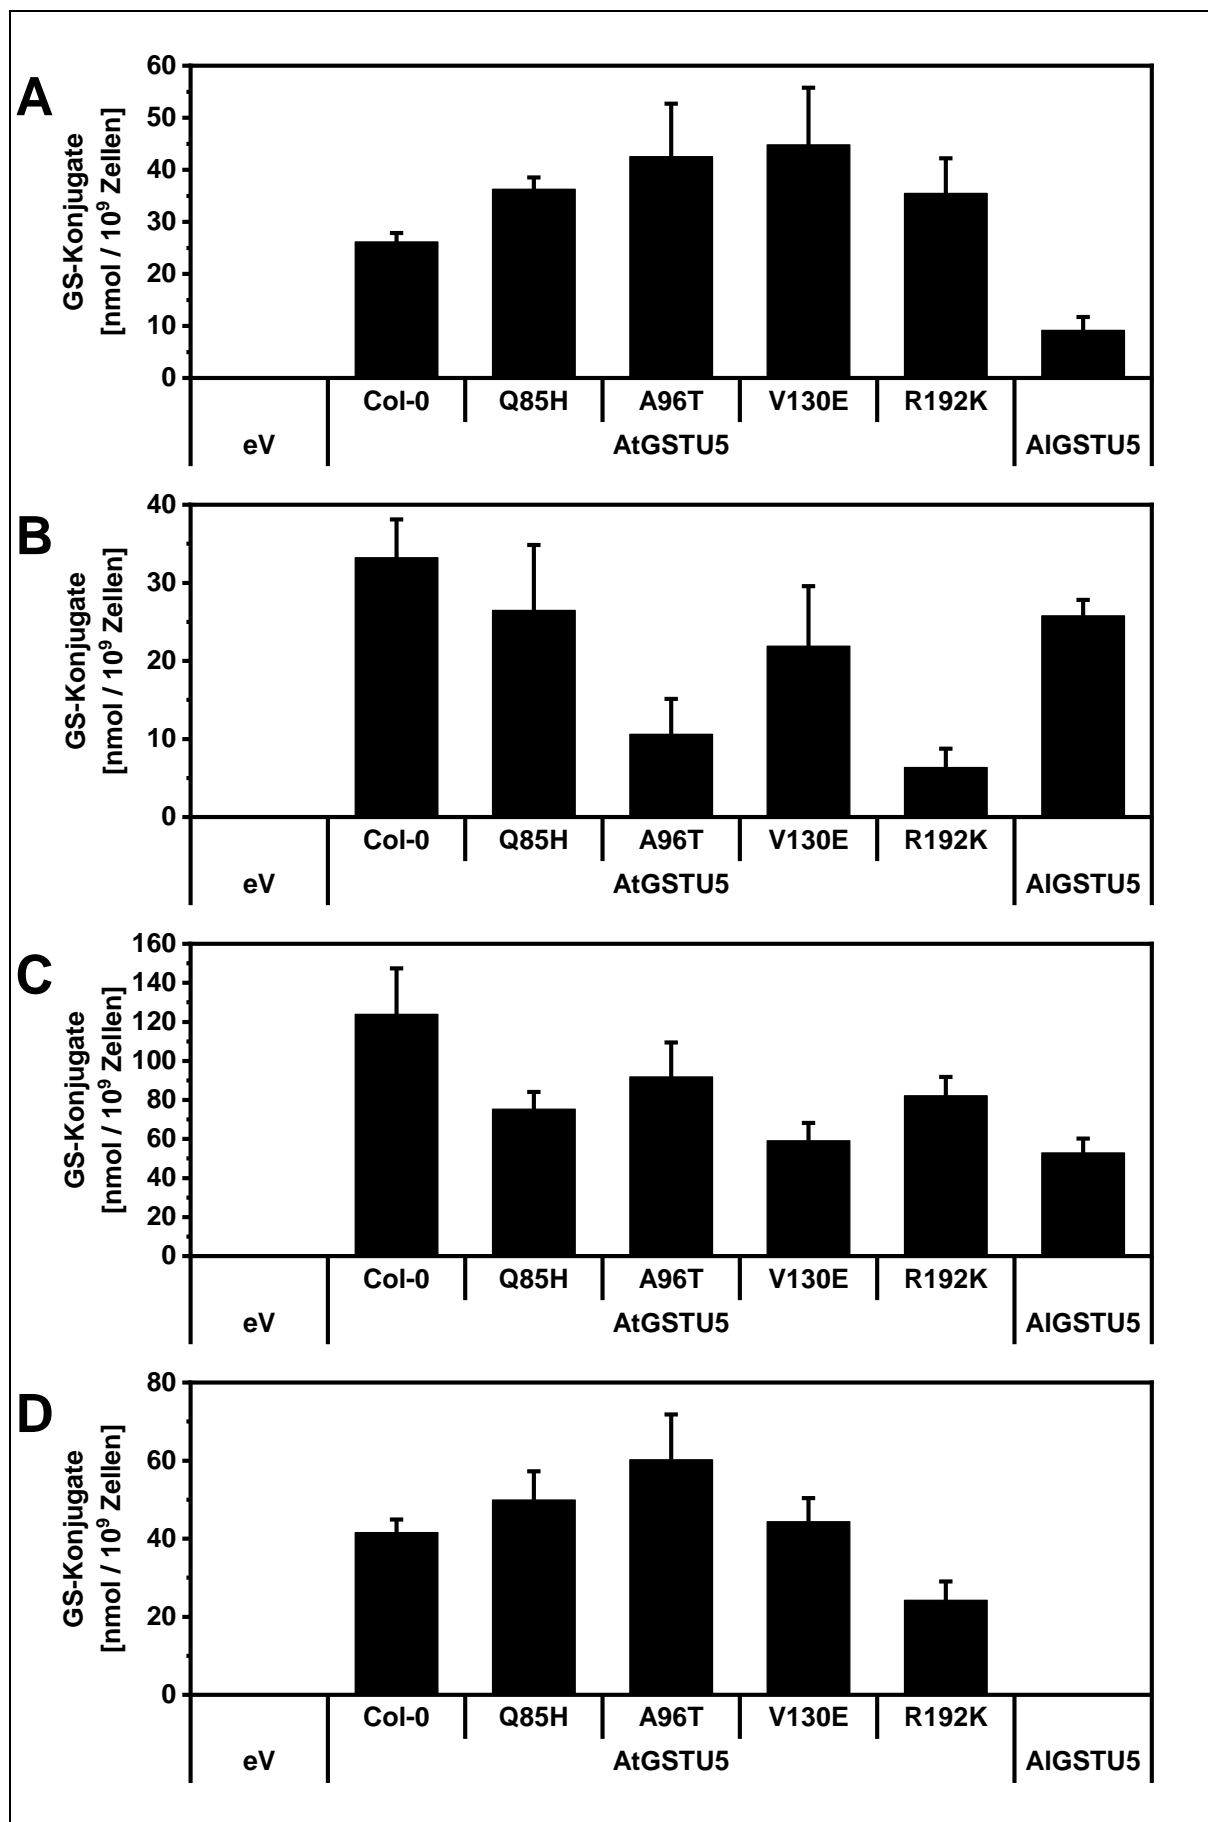 A
GS-Konjugate
[nmol / 10⁹ Zellen]
60
50
40
30
20
10
0
Col-0 Q85H A96T V130E R192K
eV AtGSTU5 AlGSTU5
B
GS-Konjugate
[nmol / 10⁹ Zellen]
40
30
20
10
0
Col-0 Q85H A96T V130E R192K
eV AtGSTU5 AlGSTU5
C
GS-Konjugate
[nmol / 10⁹ Zellen]
160
140
120
100
80
60
40
20
0
Col-0 Q85H A96T V130E R192K
eV AtGSTU5 AlGSTU5
D
GS-Konjugate
[nmol / 10⁹ Zellen]
80
60
40
20
0
Col-0 Q85H A96T V130E R192K
eV AtGSTU5 AlGSTU5